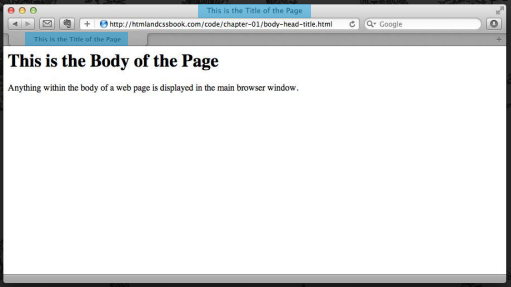 This is the Title of the Page
http://htmlandcssbook.com/code/chapter-01/body-head-title.html
Google
This is the Title of the Page
This is the Body of the Page
Anything within the body of a web page is displayed in the main browser window.